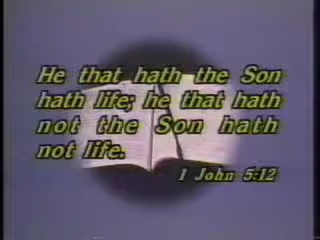 He that hath the Son
hath life; he that hath
not the Son hath
not life.
1 John 5:12